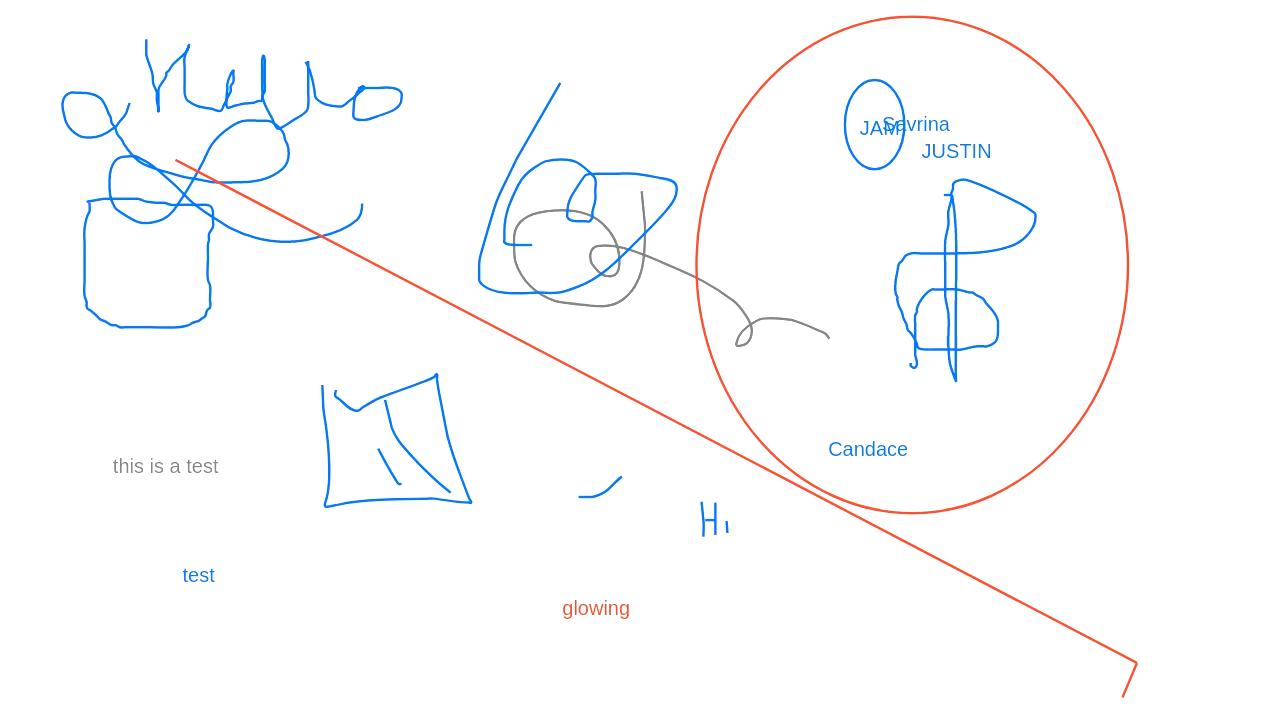 JAM
Savrina
JUSTIN
Candace
this is a test
Hi
test
glowing